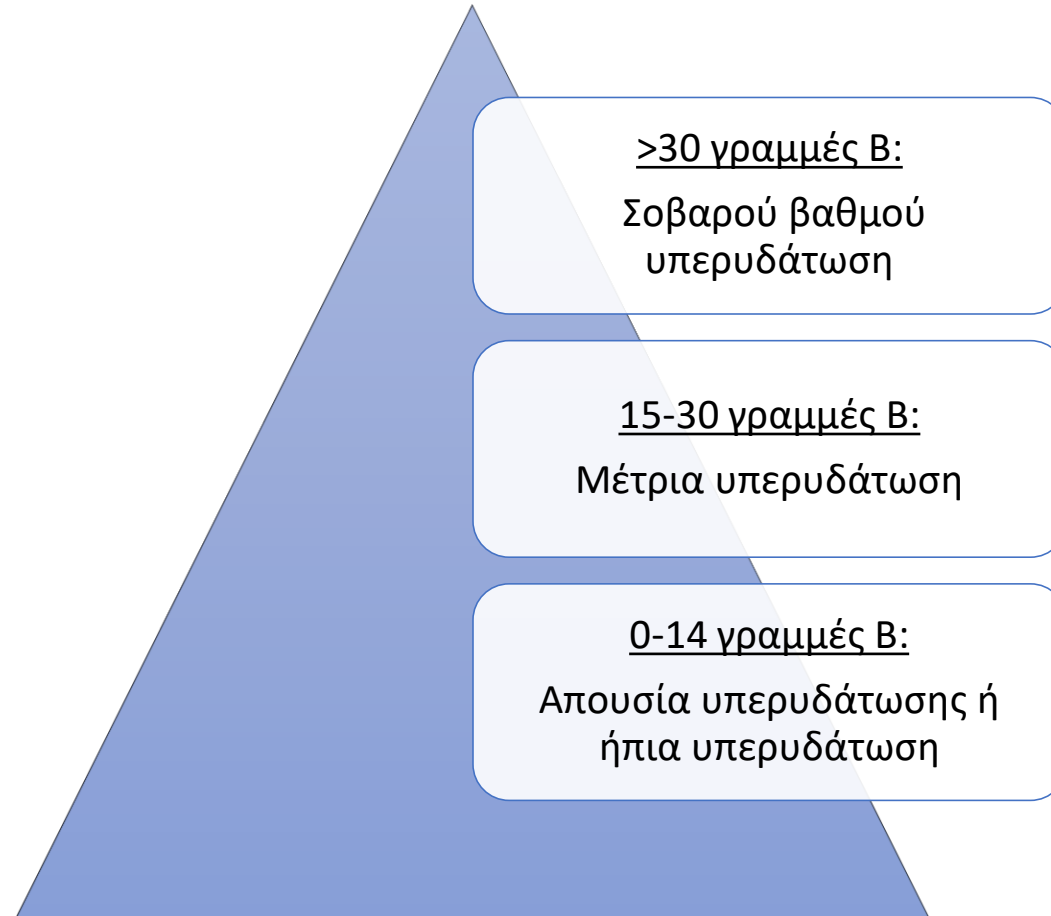 >30 γραμμές Β:
Σοβαρού βαθμού
υπερυδάτωση
15-30 γραμμές Β:
Μέτρια υπερυδάτωση
0-14 γραμμές Β:
Απουσία υπερυδάτωσης ή
ήπια υπερυδάτωση